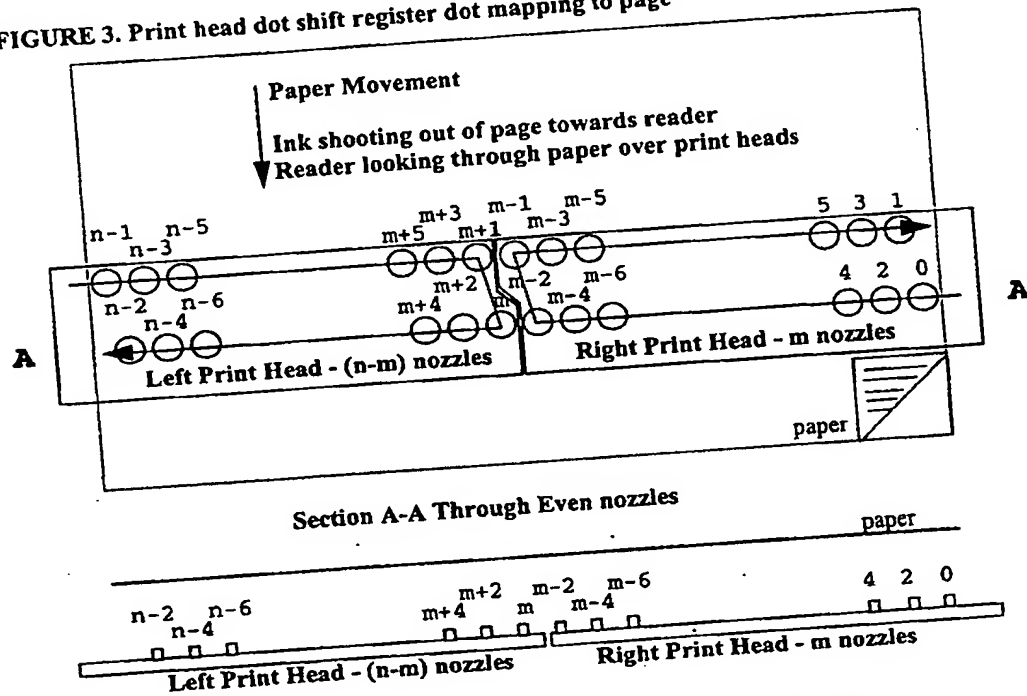 FIGURE 3. Print head dot shift register dot mapping to page
Paper Movement
Ink shooting out of page towards reader
Reader looking through paper over print heads
n-1 n-3 n-5 m+5 m+3 m+1 m-1 m-3 m-5 5 3 1
n-2 n-4 n-6 m+4 m+2 m m-2 m-4 m-6 4 2 0
A A
Left Print Head - (n-m) nozzles Right Print Head - m nozzles
paper
Section A-A Through Even nozzles
paper
n-2 n-4 n-6 m+4 m+2 m m-2 m-4 m-6 4 2 0
Left Print Head - (n-m) nozzles Right Print Head - m nozzles